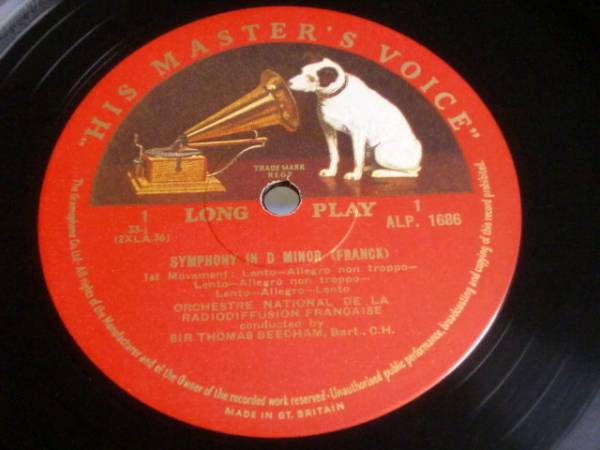 "HIS MASTER'S VOICE"
TRADE MARK
REGD
1 LONG PLAY 1
33⅓
(2XLA.36)
ALP. 1686
SYMPHONY IN D MINOR (FRANCK)
1st Movement: Lento—Allegro non troppo—
Lento—Allegro non troppo—
Lento—Allegro—Lento
ORCHESTRE NATIONAL DE LA
RADIODIFFUSION FRANÇAISE
conducted by
SIR THOMAS BEECHAM, Bart., C.H.
The Gramophone Co. Ltd. All rights of the Manufacturer and of the Owner of the recorded work reserved-Unauthorised public performance, broadcasting and copying of this record prohibited.
MADE IN GT. BRITAIN